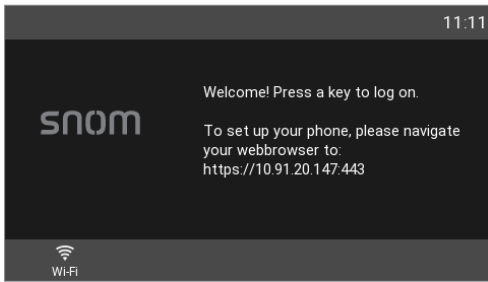 11:11
snom
Welcome! Press a key to log on.
To set up your phone, please navigate
your webbrowser to:
https://10.91.20.147:443
Wi-Fi